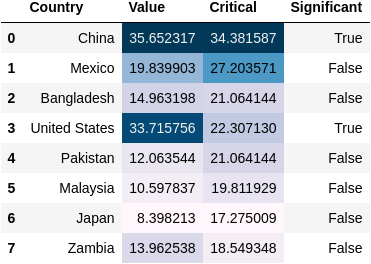 Country Value Critical Significant
0 China 35.652317 34.381587 True
1 Mexico 19.839903 27.203571 False
2 Bangladesh 14.963198 21.064144 False
3 United States 33.715756 22.307130 True
4 Pakistan 12.063544 21.064144 False
5 Malaysia 10.597837 19.811929 False
6 Japan 8.398213 17.275009 False
7 Zambia 13.962538 18.549348 False